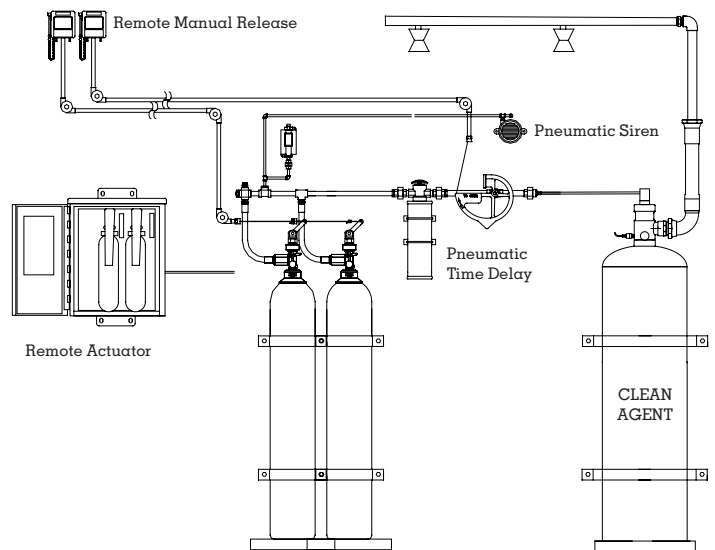 Remote Manual Release
Pneumatic Siren
Pneumatic
Time Delay
Remote Actuator
CLEAN
AGENT